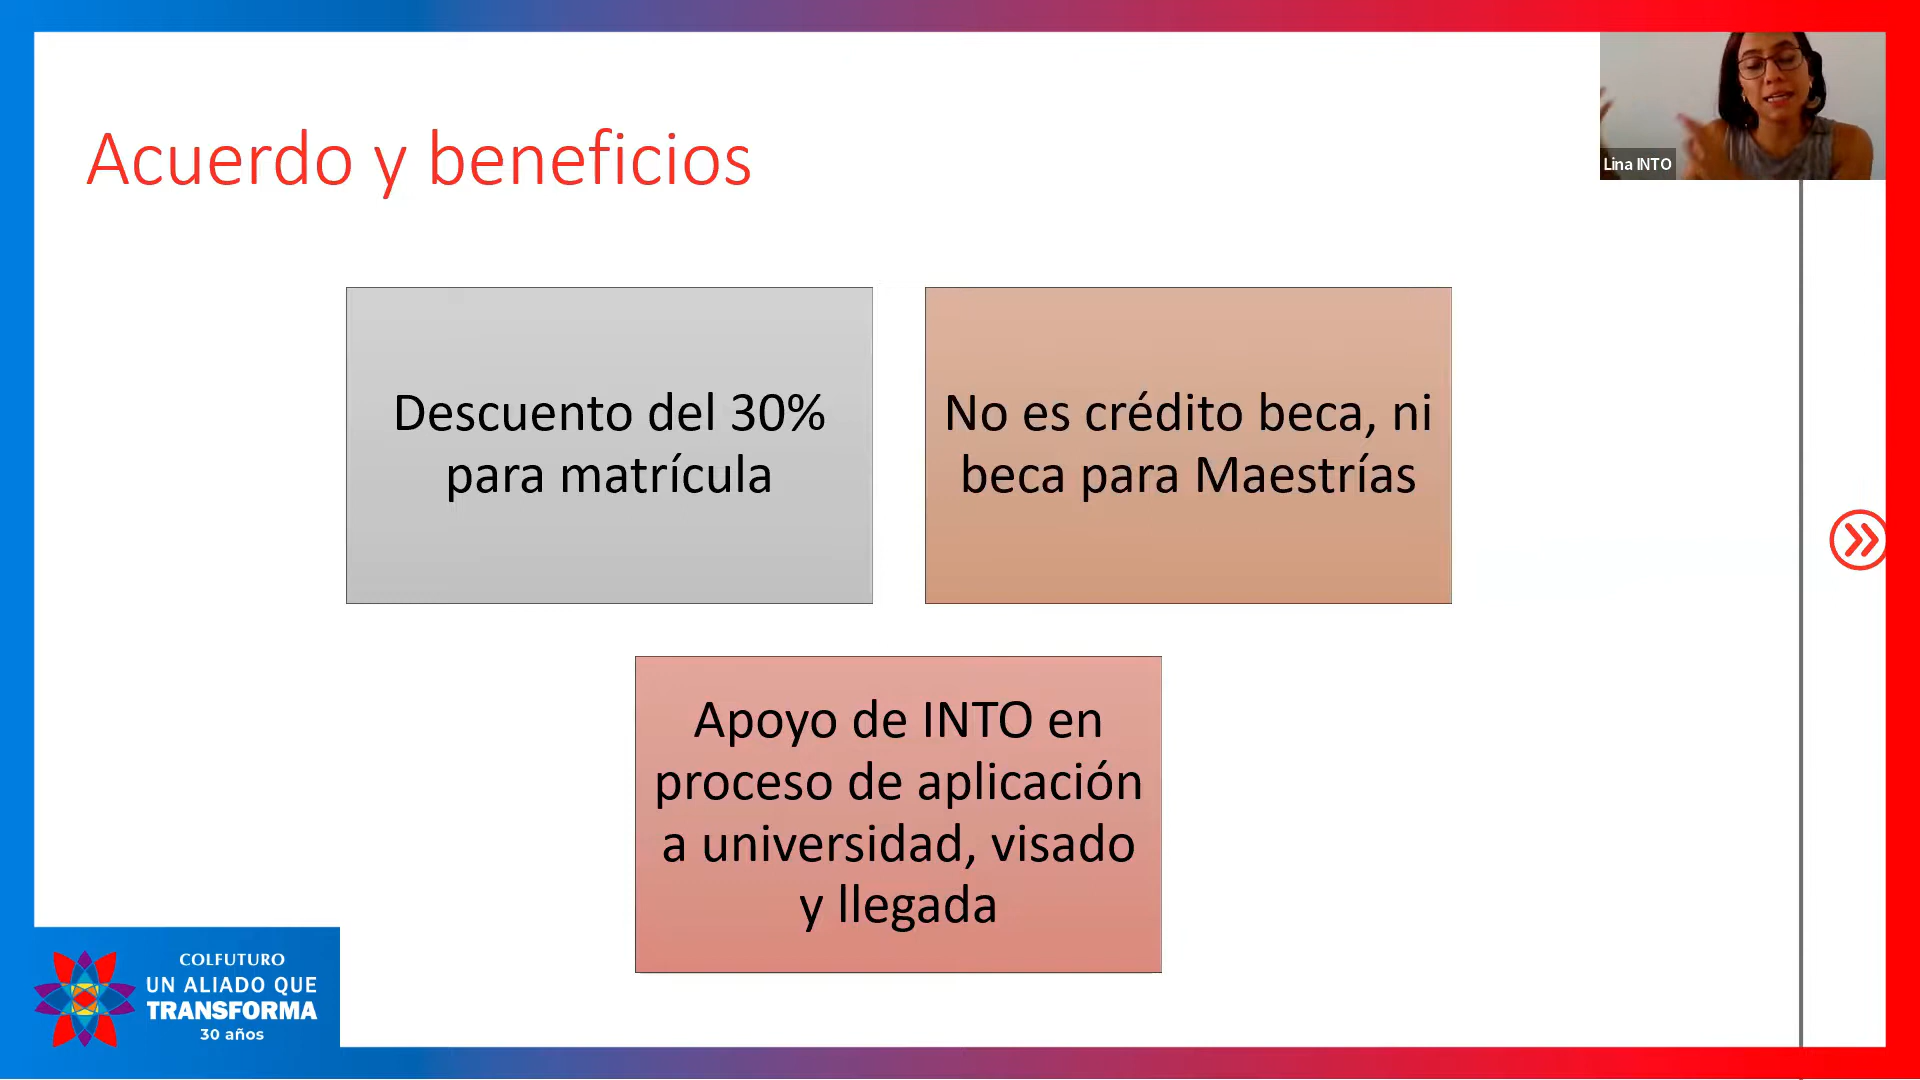 Acuerdo y beneficios
Lina INTO
Descuento del 30%
para matrícula
No es crédito beca, ni
beca para Maestrías
Apoyo de INTO en
proceso de aplicación
a universidad, visado
y llegada
COLFUTURO
UN ALIADO QUE
TRANSFORMA
30 años